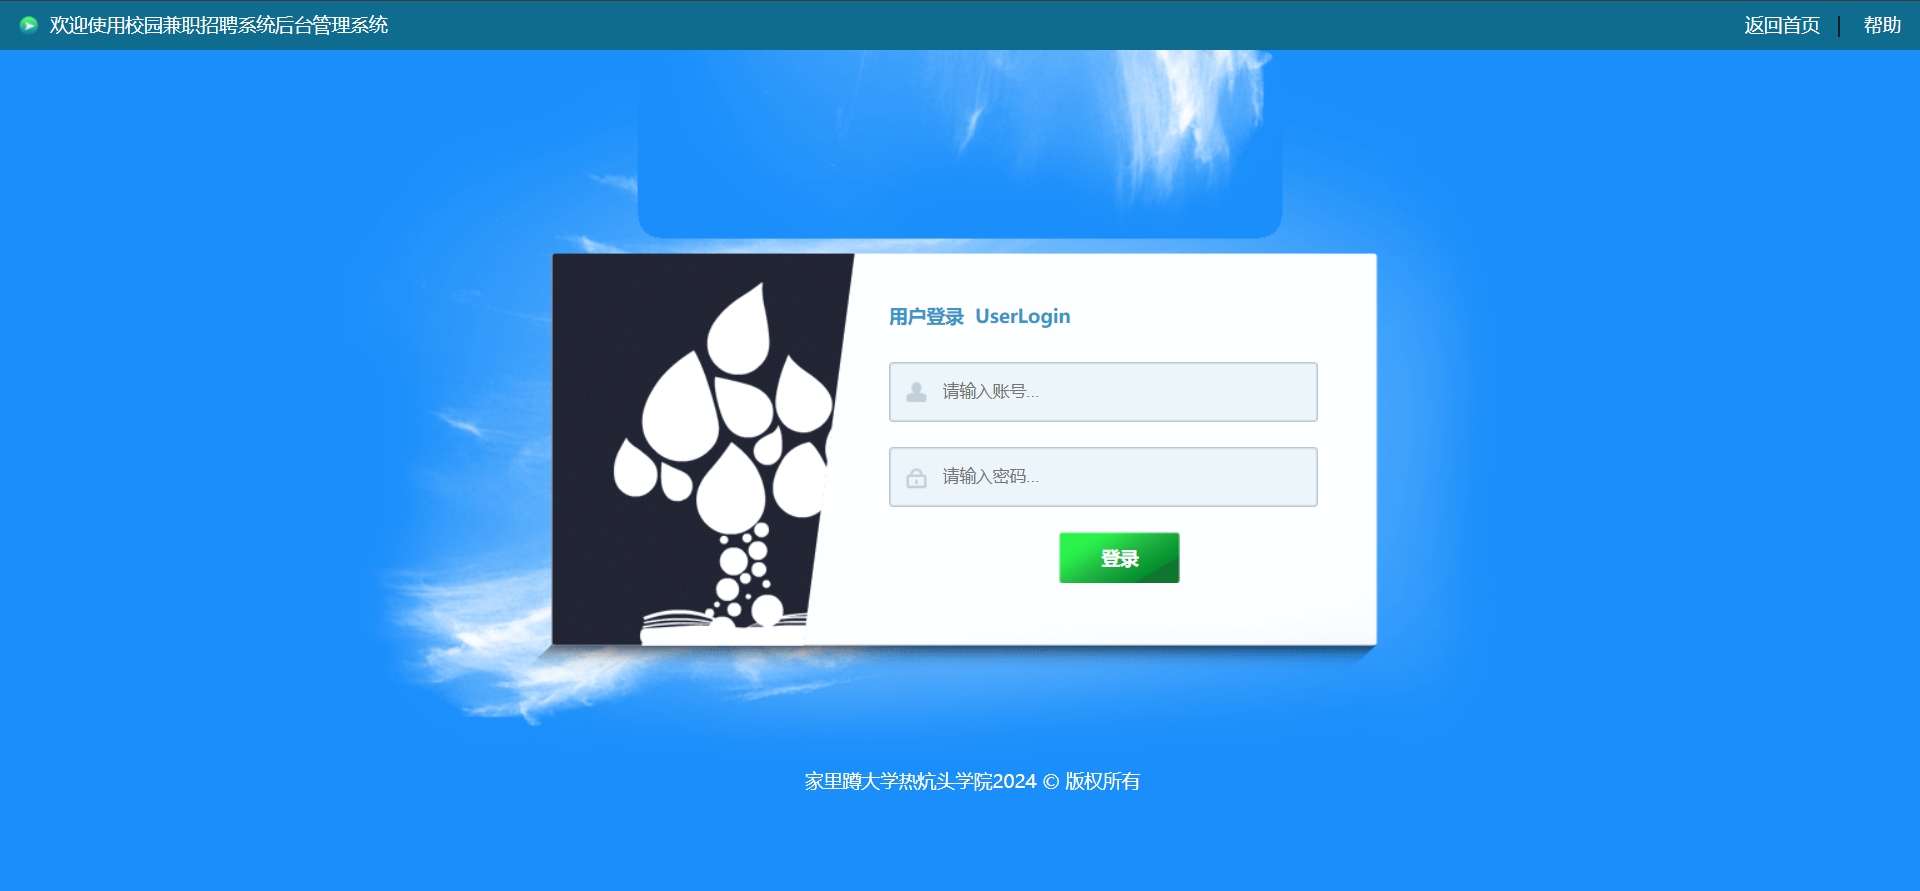 欢迎使用校园兼职招聘系统后台管理系统
返回首页 | 帮助
用户登录 UserLogin
请输入账号...
请输入密码...
登录
家里蹲大学热炕头学院2024 © 版权所有